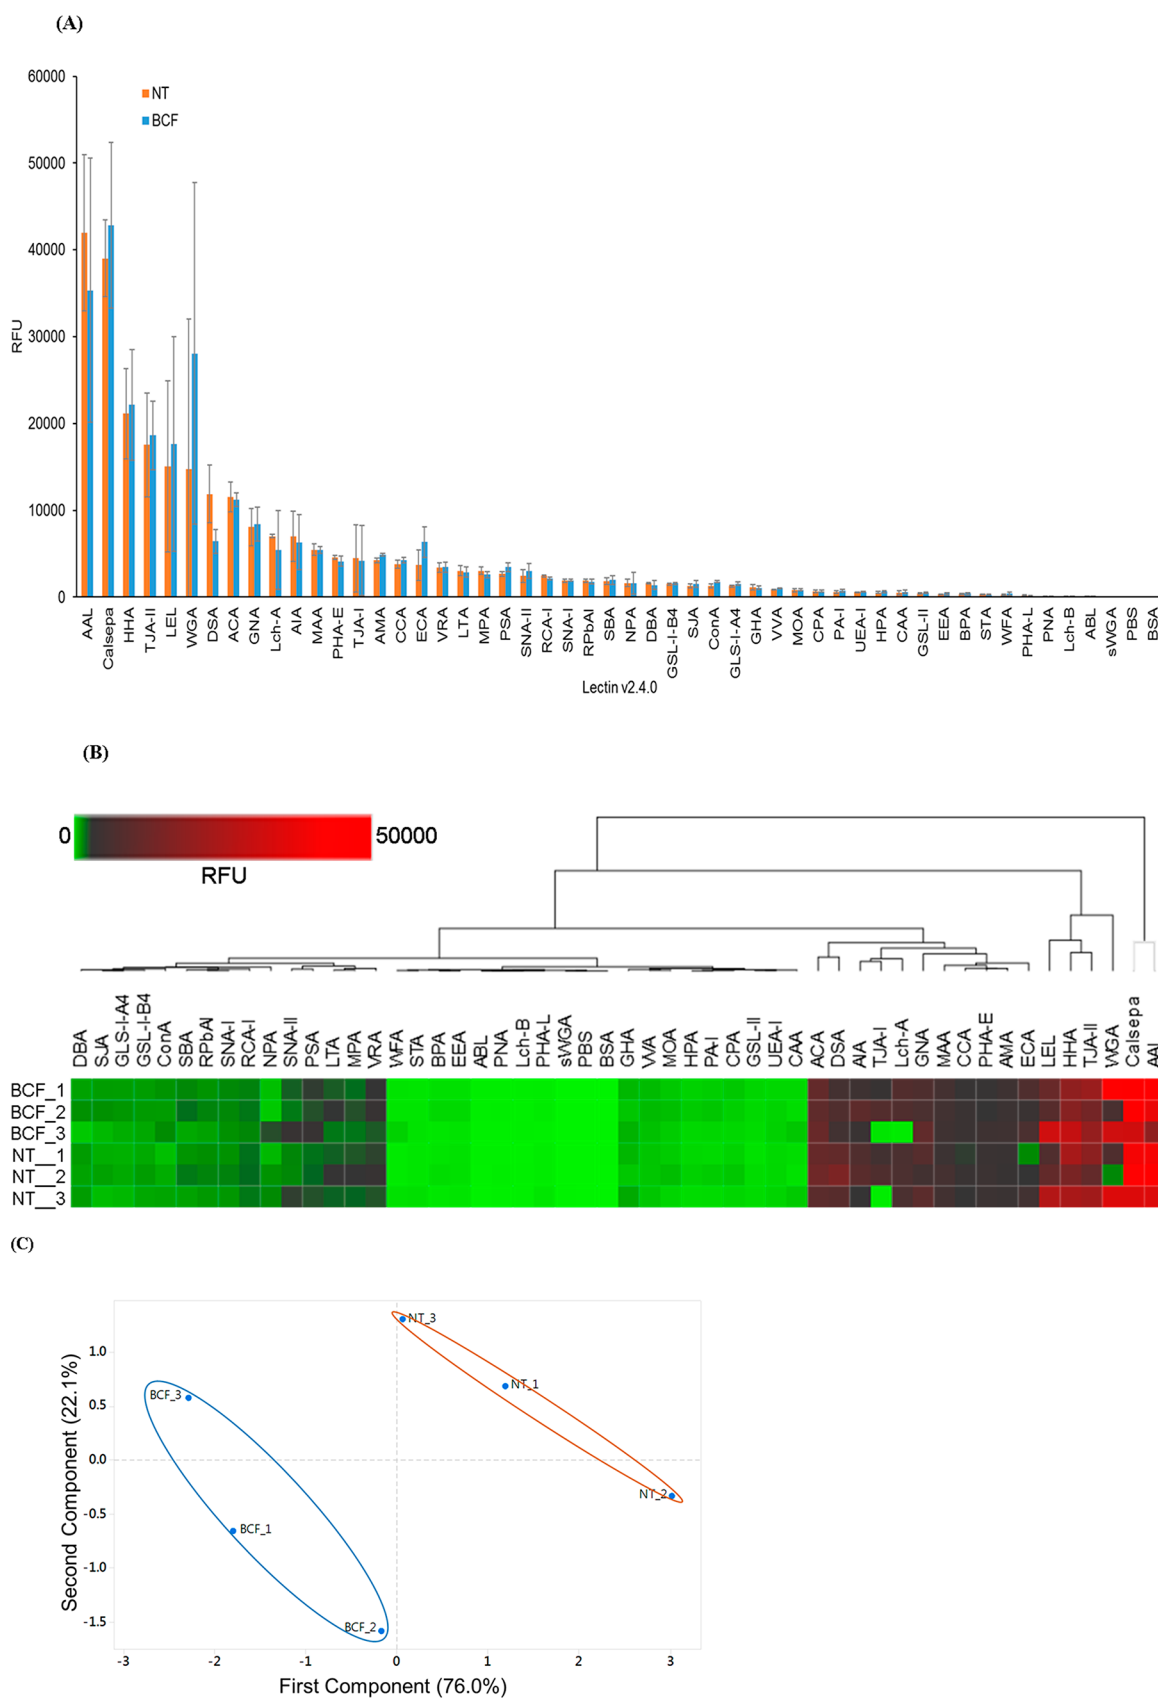 (A)
60000
50000
40000
30000
20000
10000
0
RFU
NT
BCF
AAL
Calsepa
HHA
TJA-II
LEL
WGA
DSA
ACA
GNA
Lch-A
AIA
MAA
PHA-E
TJA-I
AMA
CCA
ECA
VRA
LTA
MPA
PSA
SNA-II
RCA-I
SNA-I
RPbAI
SBA
NPA
DBA
GSL-I-B4
SJA
ConA
GLS-I-A4
GHA
VVA
MOA
CPA
PA-I
UEA-I
HPA
CAA
GSL-II
EEA
BPA
STA
WFA
PHA-L
PNA
Lch-B
ABL
sWGA
PBS
BSA
Lectin v2.4.0
(B)
0
50000
RFU
DBA
SJA
GLS-I-A4
GSL-I-B4
ConA
SBA
RPbAI
SNA-I
RCA-I
NPA
SNA-II
PSA
LTA
MPA
VRA
WFA
STA
BPA
EEA
ABL
PNA
Lch-B
PHA-L
sWGA
PBS
BSA
GHA
VVA
MOA
HPA
PA-I
CPA
GSL-II
UEA-I
CAA
ACA
DSA
AIA
TJA-I
Lch-A
GNA
MAA
CCA
PHA-E
AMA
ECA
LEL
HHA
TJA-II
WGA
Calsepa
AAL
BCF_1
BCF_2
BCF_3
NT__1
NT__2
NT__3
(C)
Second Component (22.1%)
1.0
0.5
0.0
-0.5
-1.0
-1.5
NT_3
NT_1
BCF_3
NT_2
BCF_1
BCF_2
-3
-2
-1
0
1
2
3
First Component (76.0%)